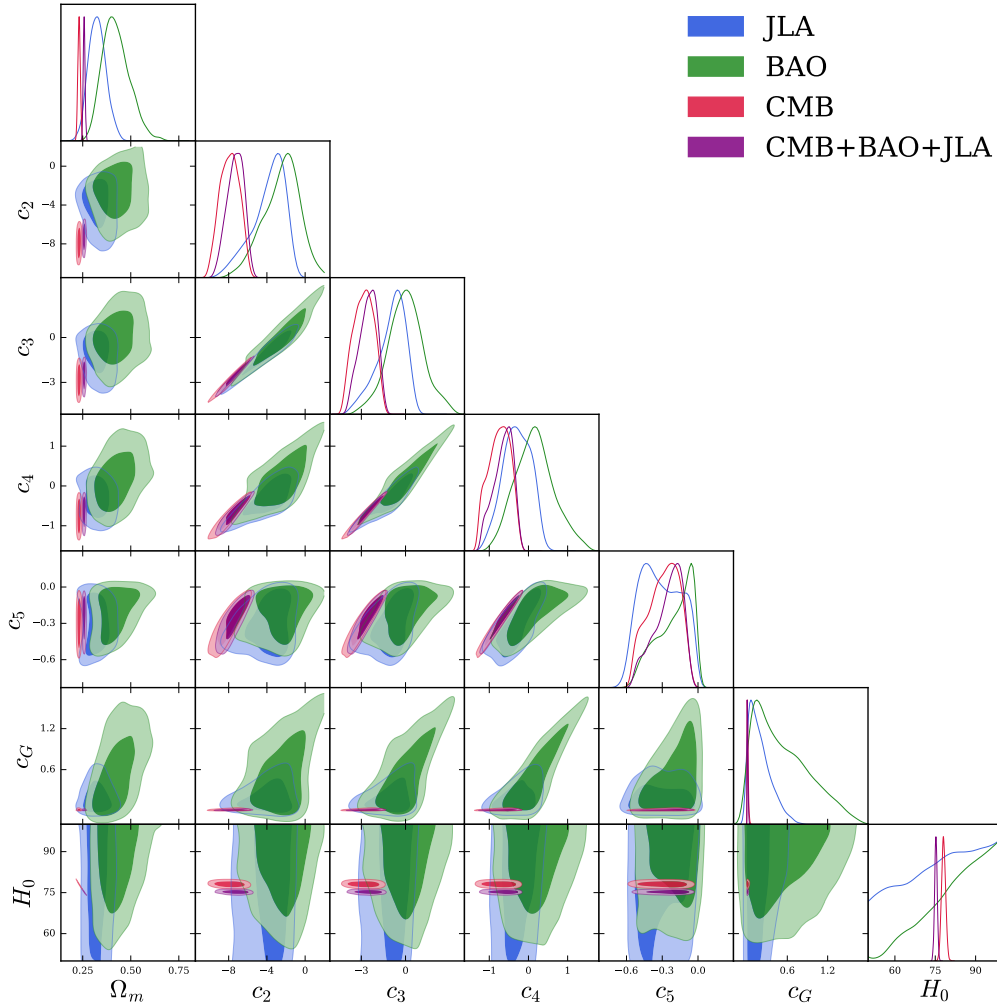 JLA
BAO
CMB
CMB+BAO+JLA
c₂
0
−4
−8
c₃
0
−3
c₄
1
0
−1
c₅
0.0
−0.3
−0.6
c_G
1.2
0.6
H₀
90
75
60
0.25 0.50 0.75
−8 −4 0
−3 0
−1 0 1
−0.6 −0.3 0.0
0.6 1.2
60 75 90
Ω_m c₂ c₃ c₄ c₅ c_G H₀